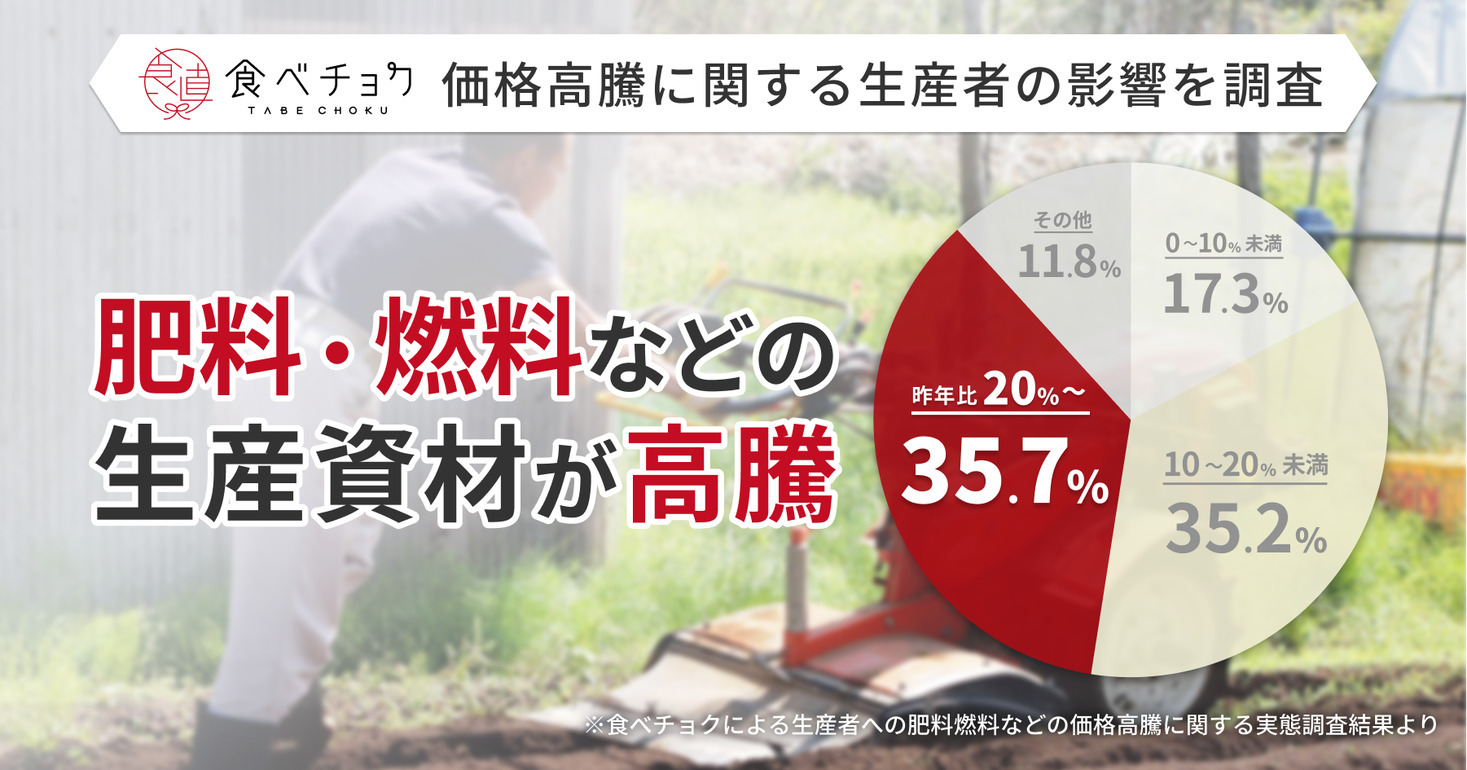 食直 食べチョク 価格高騰に関する生産者の影響を調査
TABE CHOKU
肥料・燃料などの
生産資材が高騰
その他
11.8%
0〜10%未満
17.3%
昨年比20%〜
35.7%
10〜20%未満
35.2%
※食べチョクによる生産者への肥料燃料などの価格高騰に関する実態調査結果より